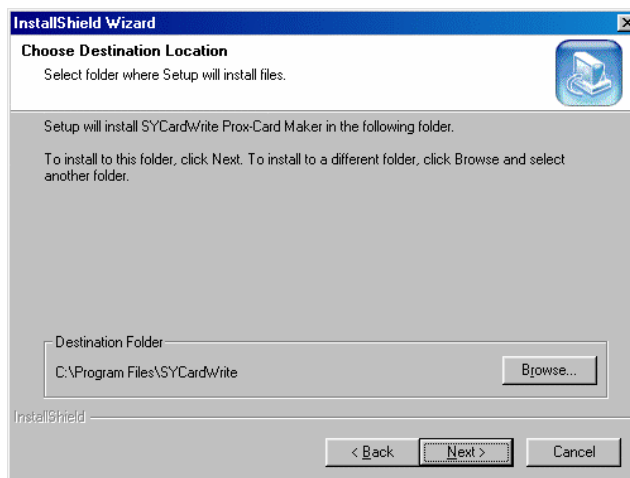 InstallShield Wizard
Choose Destination Location
Select folder where Setup will install files.
Setup will install SYCardWrite Prox-Card Maker in the following folder.
To install to this folder, click Next. To install to a different folder, click Browse and select
another folder.
Destination Folder
C:\Program Files\SYCardWrite
Browse...
InstallShield
< Back
Next >
Cancel